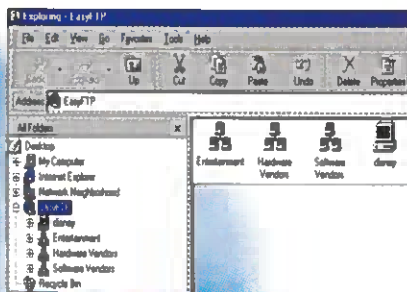 Exploring - EasyFTP
File Edit View Go Favorites Tools Help
Up Cut Copy Paste Undo Delete Properties
Address EasyFTP
All Folders x
Desktop
My Computer
Internet Explorer
Network Neighborhood
disney
Entertainment
Hardware Vendors
Software Vendors
Recycle Bin
Entertainment
Hardware
Vendors
Software
Vendors
disney